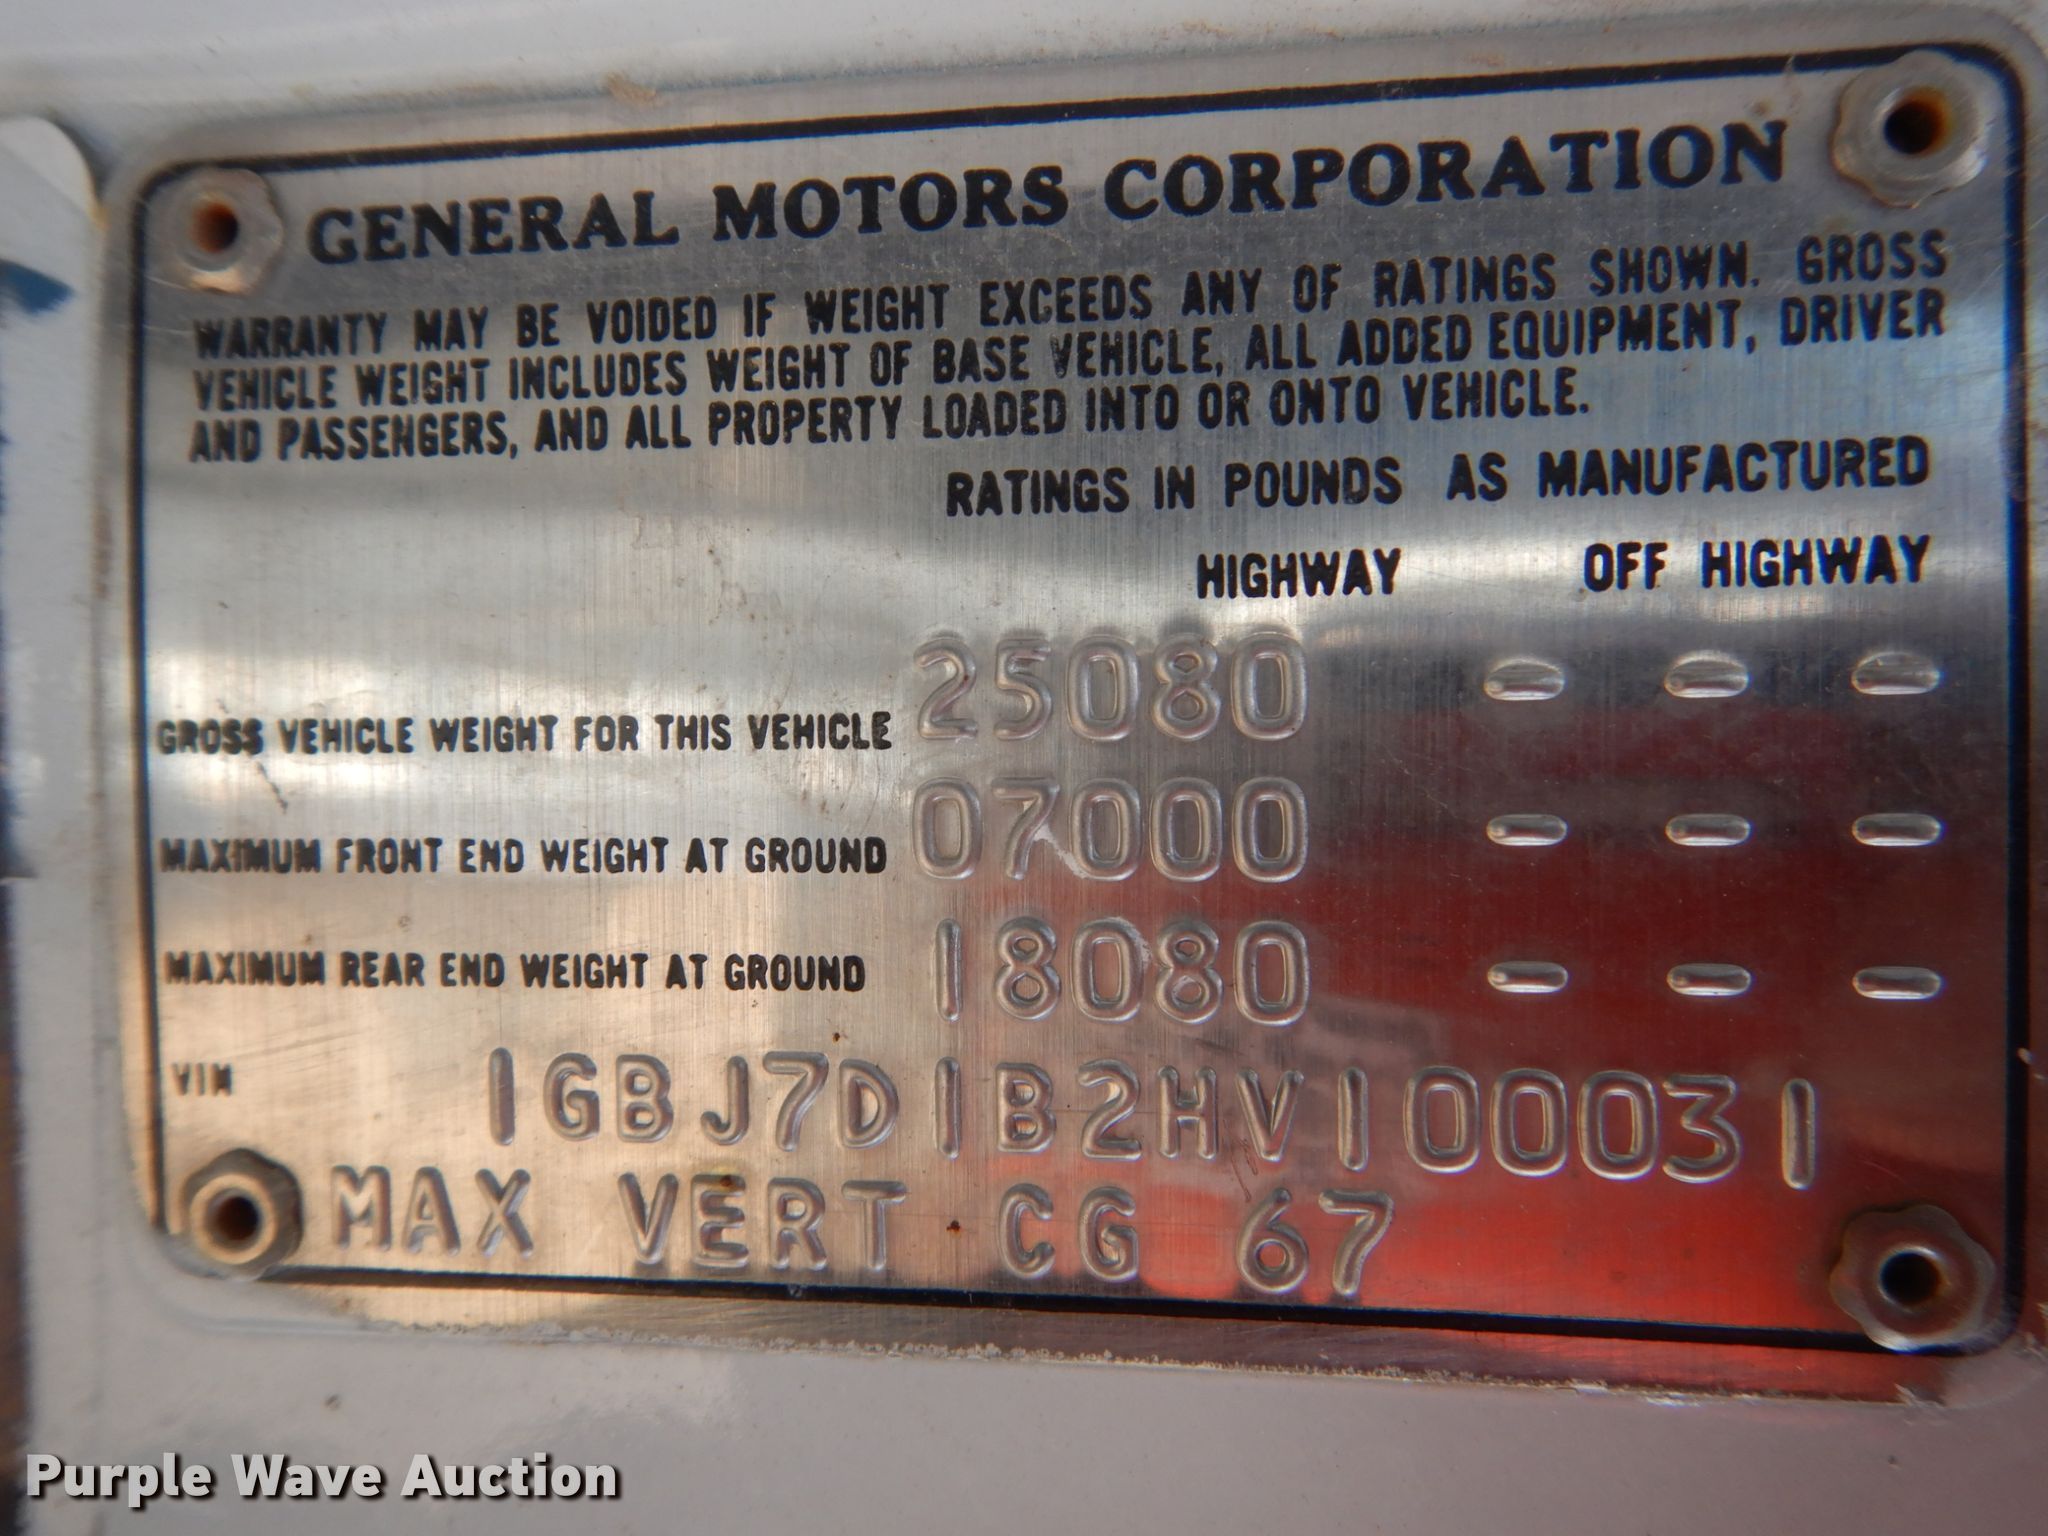 GENERAL MOTORS CORPORATION
WARRANTY MAY BE VOIDED IF WEIGHT EXCEEDS ANY OF RATINGS SHOWN. GROSS
VEHICLE WEIGHT INCLUDES WEIGHT OF BASE VEHICLE, ALL ADDED EQUIPMENT, DRIVER
AND PASSENGERS, AND ALL PROPERTY LOADED INTO OR ONTO VEHICLE.
RATINGS IN POUNDS AS MANUFACTURED
HIGHWAY OFF HIGHWAY
GROSS VEHICLE WEIGHT FOR THIS VEHICLE 25080 - - -
MAXIMUM FRONT END WEIGHT AT GROUND 07000 - - -
MAXIMUM REAR END WEIGHT AT GROUND 18080 - - -
VIN 1GBJ7D1B2HV100031
MAX VERT CG 67
Purple Wave Auction